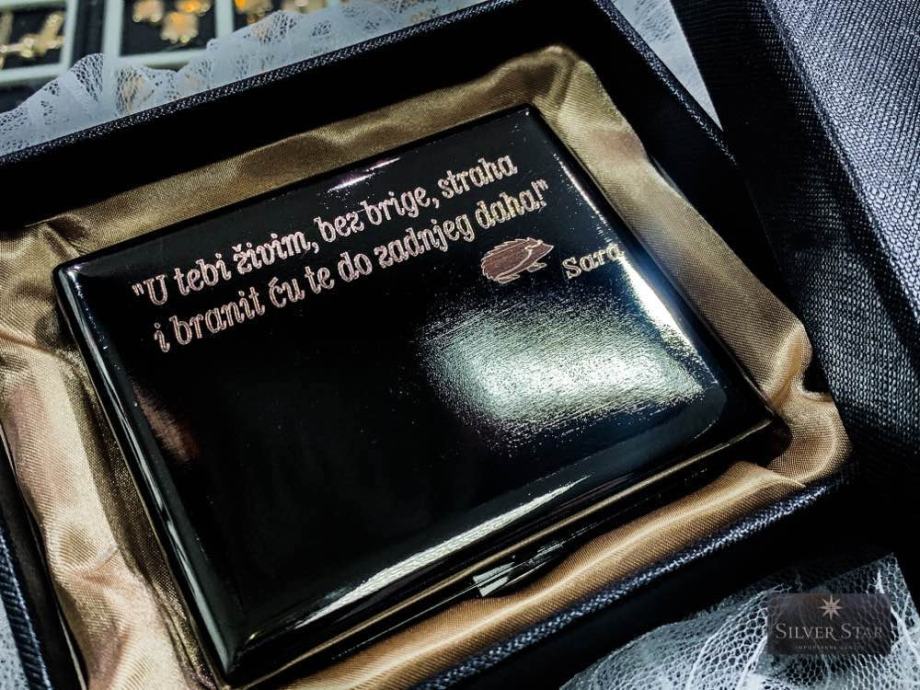 "U tebi živim, bez brige, straha
i branit ću te do zadnjeg daha!"
Sara
SILVER STAR